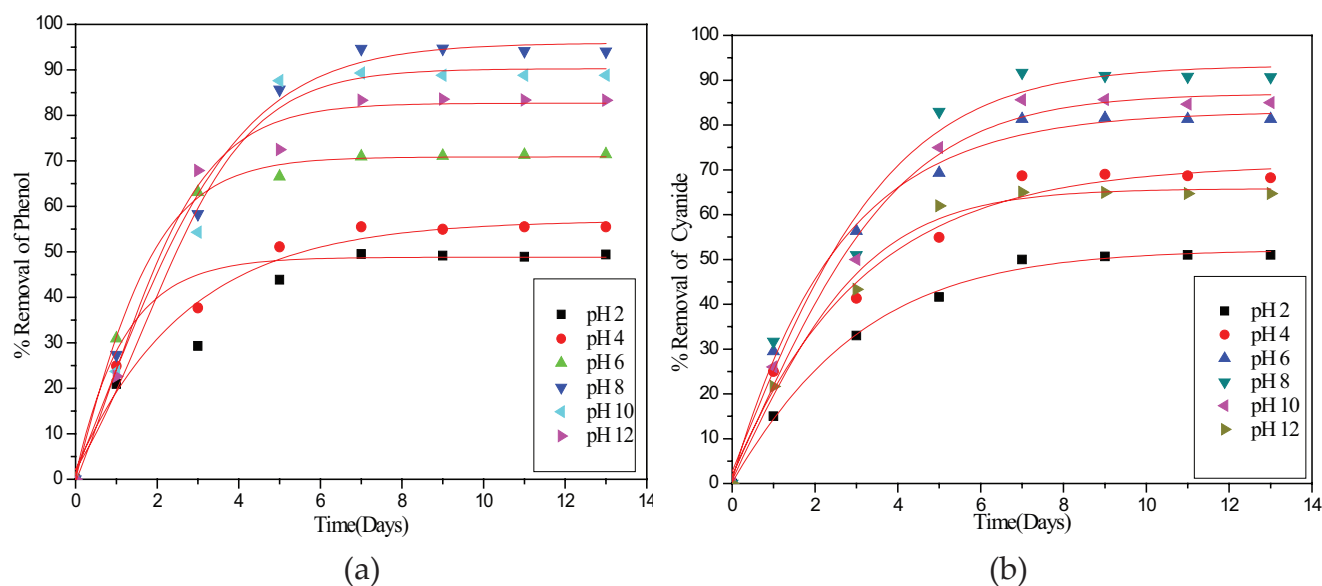 100
90
80
70
60
50
40
30
20
10
0
% Removal of Phenol
0 2 4 6 8 10 12 14
Time(Days)
pH 2
pH 4
pH 6
pH 8
pH 10
pH 12
(a)
100
90
80
70
60
50
40
30
20
10
0
% Removal of Cyanide
0 2 4 6 8 10 12 14
Time(Days)
pH 2
pH 4
pH 6
pH 8
pH 10
pH 12
(b)